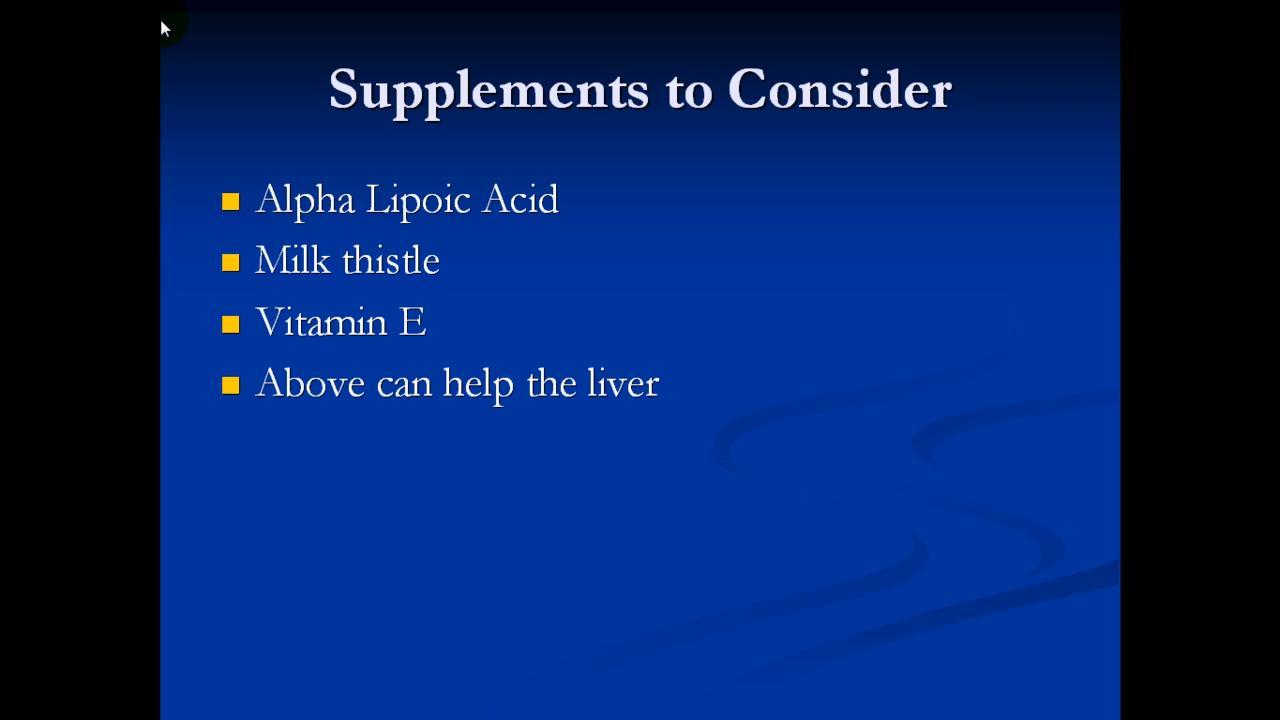 Supplements to Consider
Alpha Lipoic Acid
Milk thistle
Vitamin E
Above can help the liver